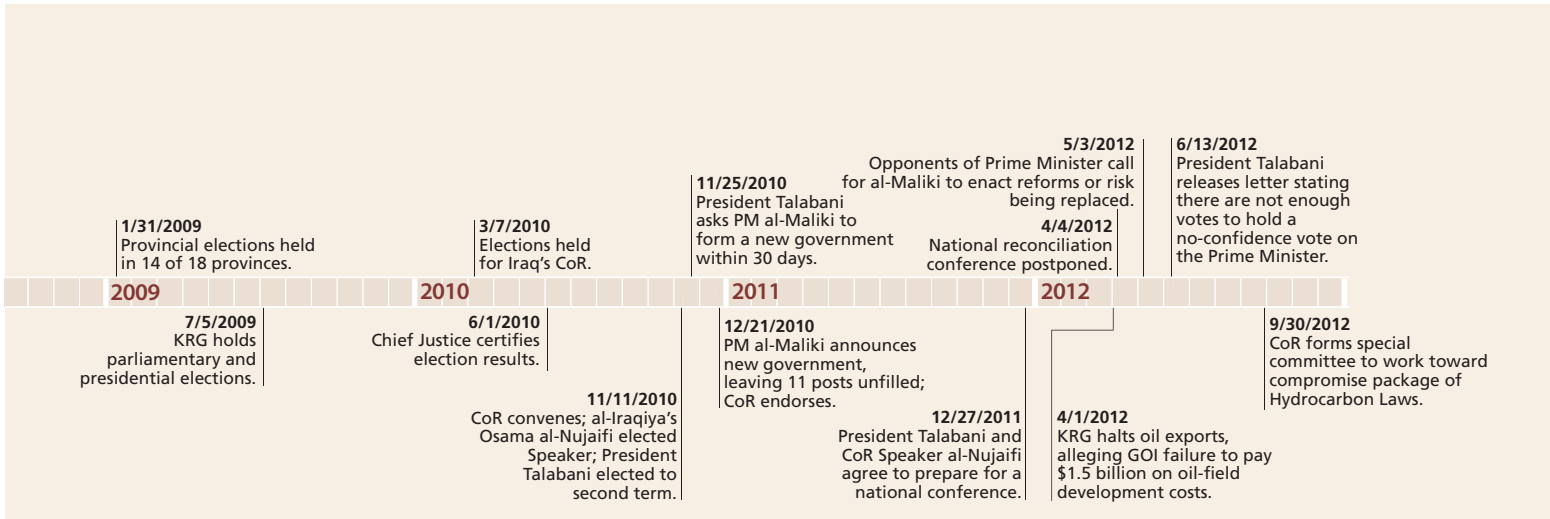 5/3/2012
Opponents of Prime Minister call
for al-Maliki to enact reforms or risk
being replaced.
6/13/2012
President Talabani
releases letter stating
there are not enough
votes to hold a
no-confidence vote on
the Prime Minister.
11/25/2010
President Talabani
asks PM al-Maliki to
form a new government
within 30 days.
1/31/2009
Provincial elections held
in 14 of 18 provinces.
3/7/2010
Elections held
for Iraq’s CoR.
4/4/2012
National reconciliation
conference postponed.
2009
2010
2011
2012
7/5/2009
KRG holds
parliamentary and
presidential elections.
6/1/2010
Chief Justice certifies
election results.
11/11/2010
CoR convenes; al-Iraqiya’s
Osama al-Nujaifi elected
Speaker; President
Talabani elected to
second term.
12/21/2010
PM al-Maliki announces
new government,
leaving 11 posts unfilled;
CoR endorses.
12/27/2011
President Talabani and
CoR Speaker al-Nujaifi
agree to prepare for a
national conference.
4/1/2012
KRG halts oil exports,
alleging GOI failure to pay
$1.5 billion on oil-field
development costs.
9/30/2012
CoR forms special
committee to work toward
compromise package of
Hydrocarbon Laws.